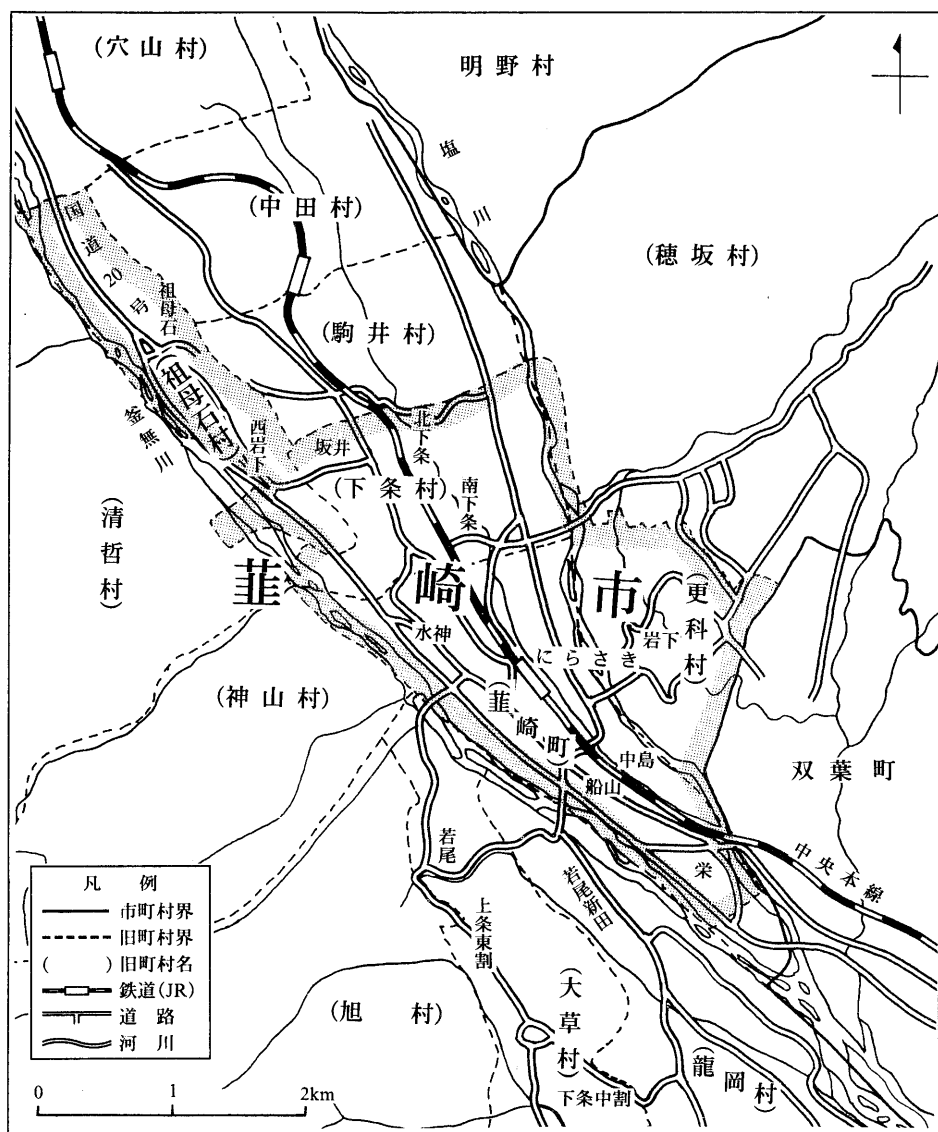 (穴山村)
明野村
塩川
(中田村)
国道20号
(穂坂村)
祖母石
(駒井村)
(祖母石村)
釜無川
西岩下
坂井
北下条
(下条村)
南下条
(清哲村)
韮崎市
(更科村)
岩下
水神
にらさき
(神山村)
(韮崎町)
中島
双葉町
船山
若尾
中央本線
栄
若尾新田
上条東割
(大草村)
(旭村)
(龍岡村)
下条中割
凡例
市町村界
旧町村界
( )旧町村名
鉄道(JR)
道路
河川
0 1 2km